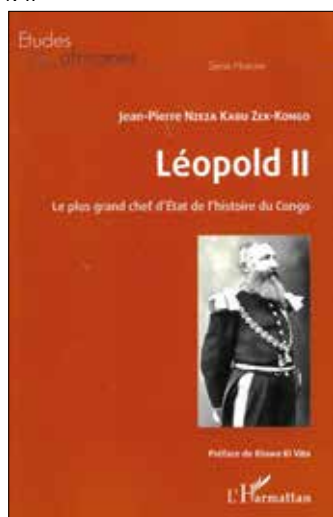 Etudes
africaines
Série Histoire
Jean-Pierre NZEZA KABU ZEX-KONGO
Léopold II
Le plus grand chef d'État de l'histoire du Congo
Préface de Kiawa Ki Vita
L'Harmattan